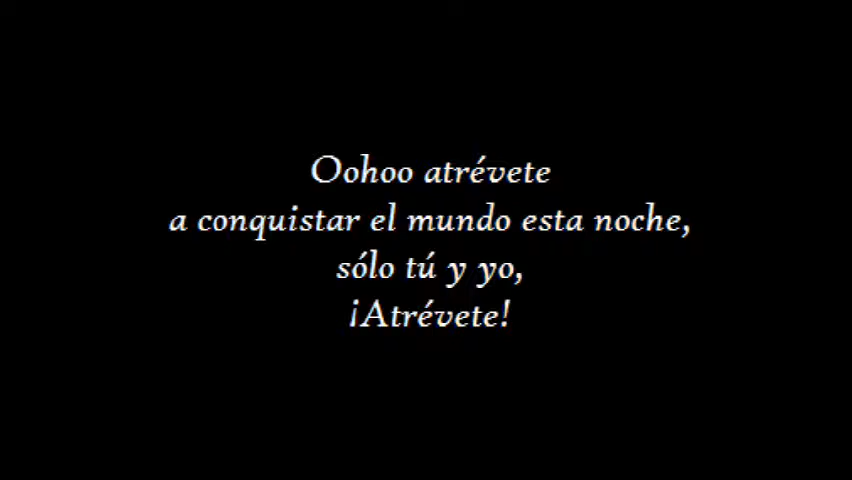 Oohoo atrévete
a conquistar el mundo esta noche,
sólo tú y yo,
¡Atrévete!